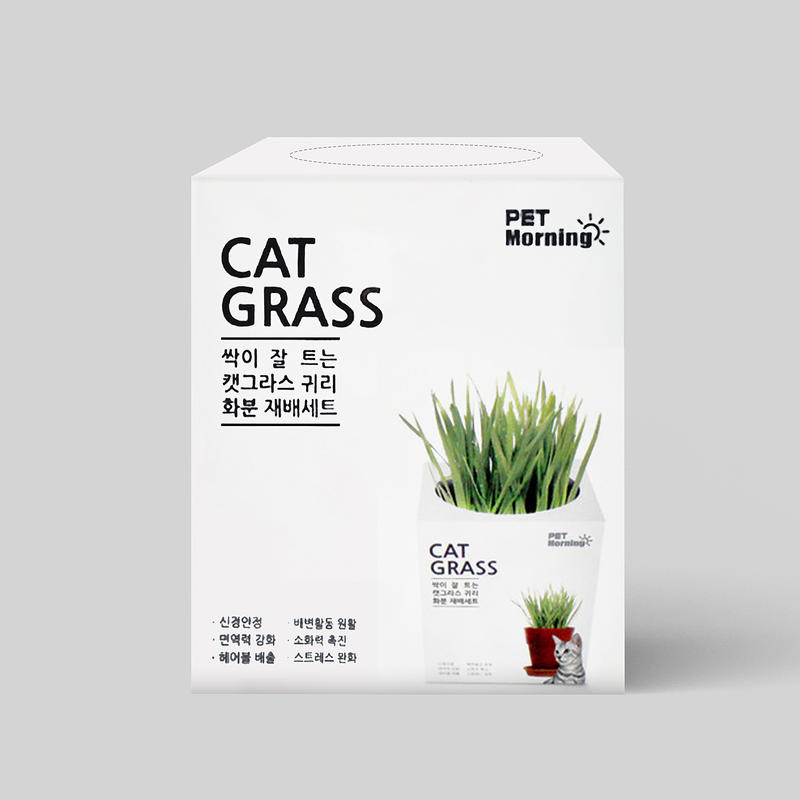 PET
Morning
CAT
GRASS
싹이 잘 트는
캣그라스 귀리
화분 재배세트
PET
Morning
CAT
GRASS
싹이 잘 트는
캣그라스 귀리
화분 재배세트
· 신경안정 · 배변활동 원활
· 면역력 강화 · 소화력 촉진
· 헤어볼 배출 · 스트레스 완화